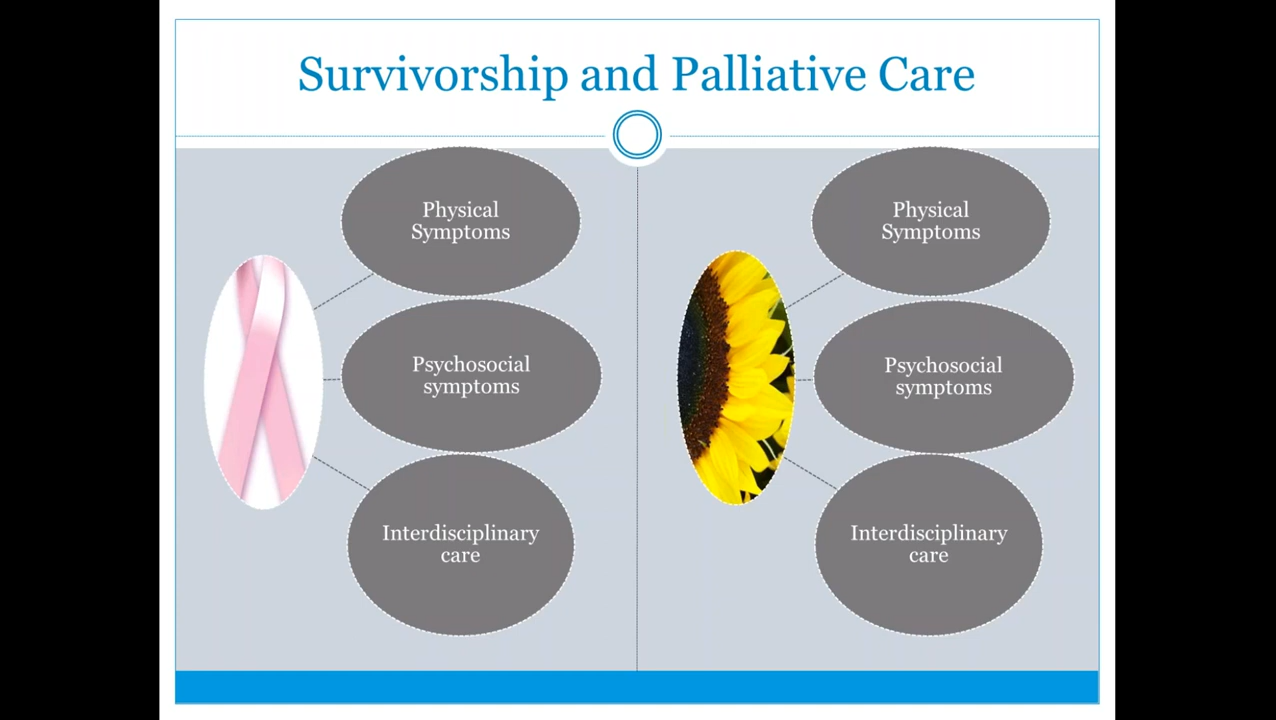 Survivorship and Palliative Care
Physical
Symptoms
Psychosocial
symptoms
Interdisciplinary
care
Physical
Symptoms
Psychosocial
symptoms
Interdisciplinary
care